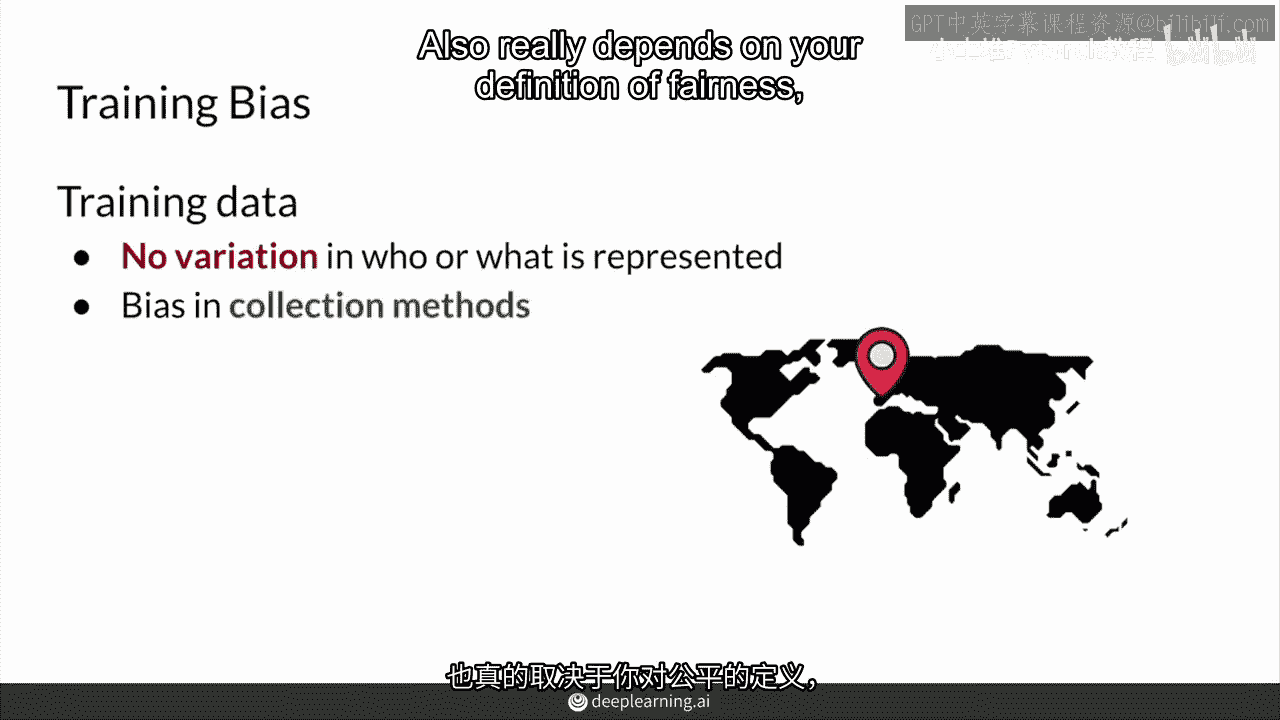 GPT中英字幕课程资源@bilibili.com
Also really depends on your
definition of fairness,
Training Bias
Training data
● No variation in who or what is represented
● Bias in collection methods
也真的取决于你对公平的定义，
deeplearning.ai